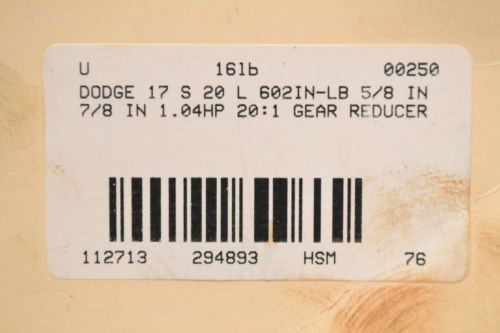 U 16lb 00250
DODGE 17 S 20 L 602IN-LB 5/8 IN
7/8 IN 1.04HP 20:1 GEAR REDUCER
112713 294893 HSM 76